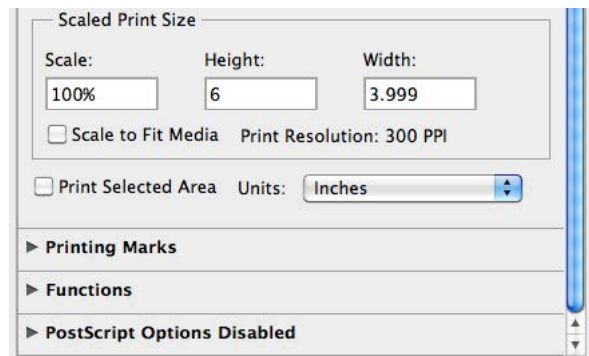 Scaled Print Size
Scale: Height: Width:
100% 6 3.999
Scale to Fit Media Print Resolution: 300 PPI
Print Selected Area Units: Inches
Printing Marks
Functions
PostScript Options Disabled